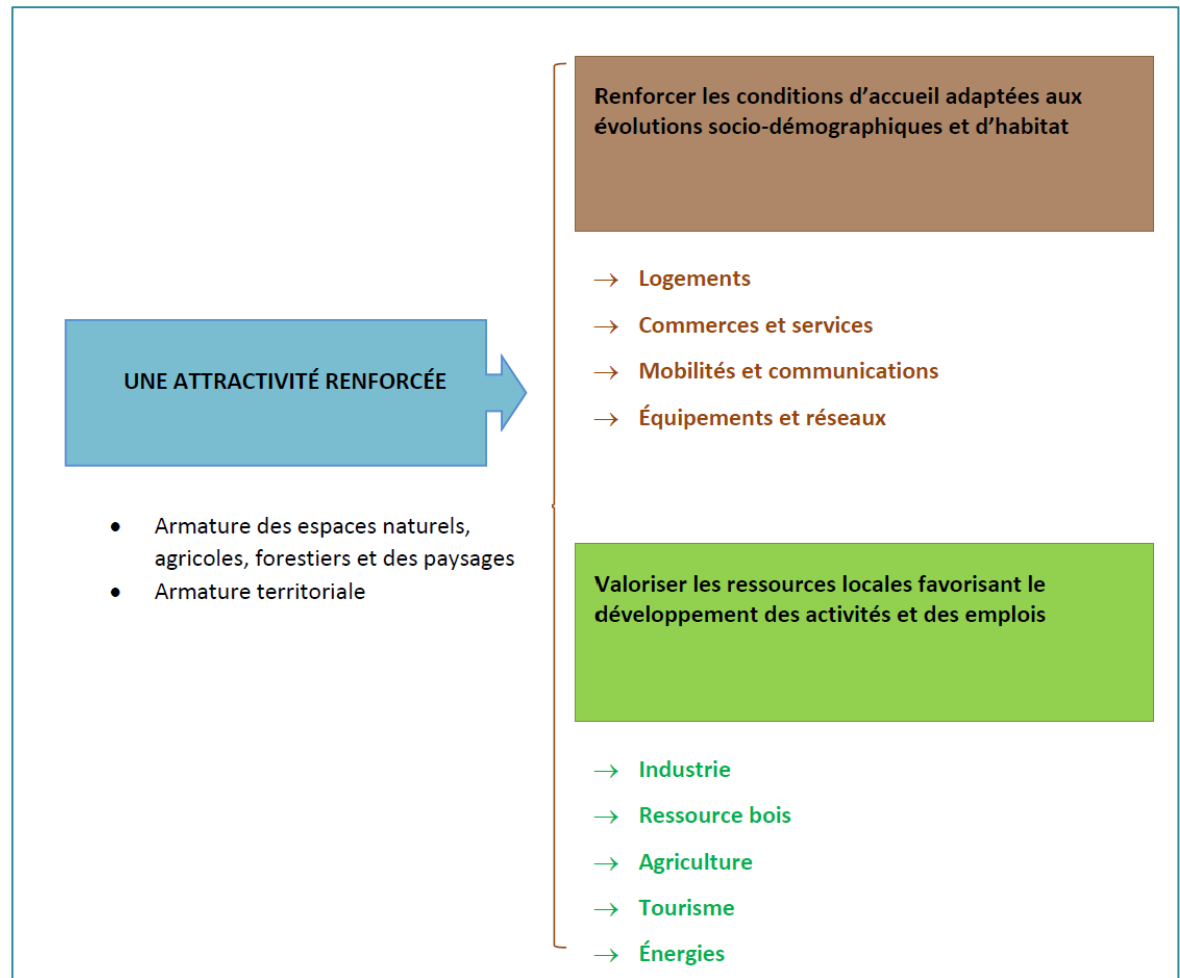 UNE ATTRACTIVITÉ RENFORCÉE
• Armature des espaces naturels,
agricoles, forestiers et des paysages
• Armature territoriale
Renforcer les conditions d’accueil adaptées aux
évolutions socio-démographiques et d’habitat
→ Logements
→ Commerces et services
→ Mobilités et communications
→ Équipements et réseaux
Valoriser les ressources locales favorisant le
développement des activités et des emplois
→ Industrie
→ Ressource bois
→ Agriculture
→ Tourisme
→ Énergies